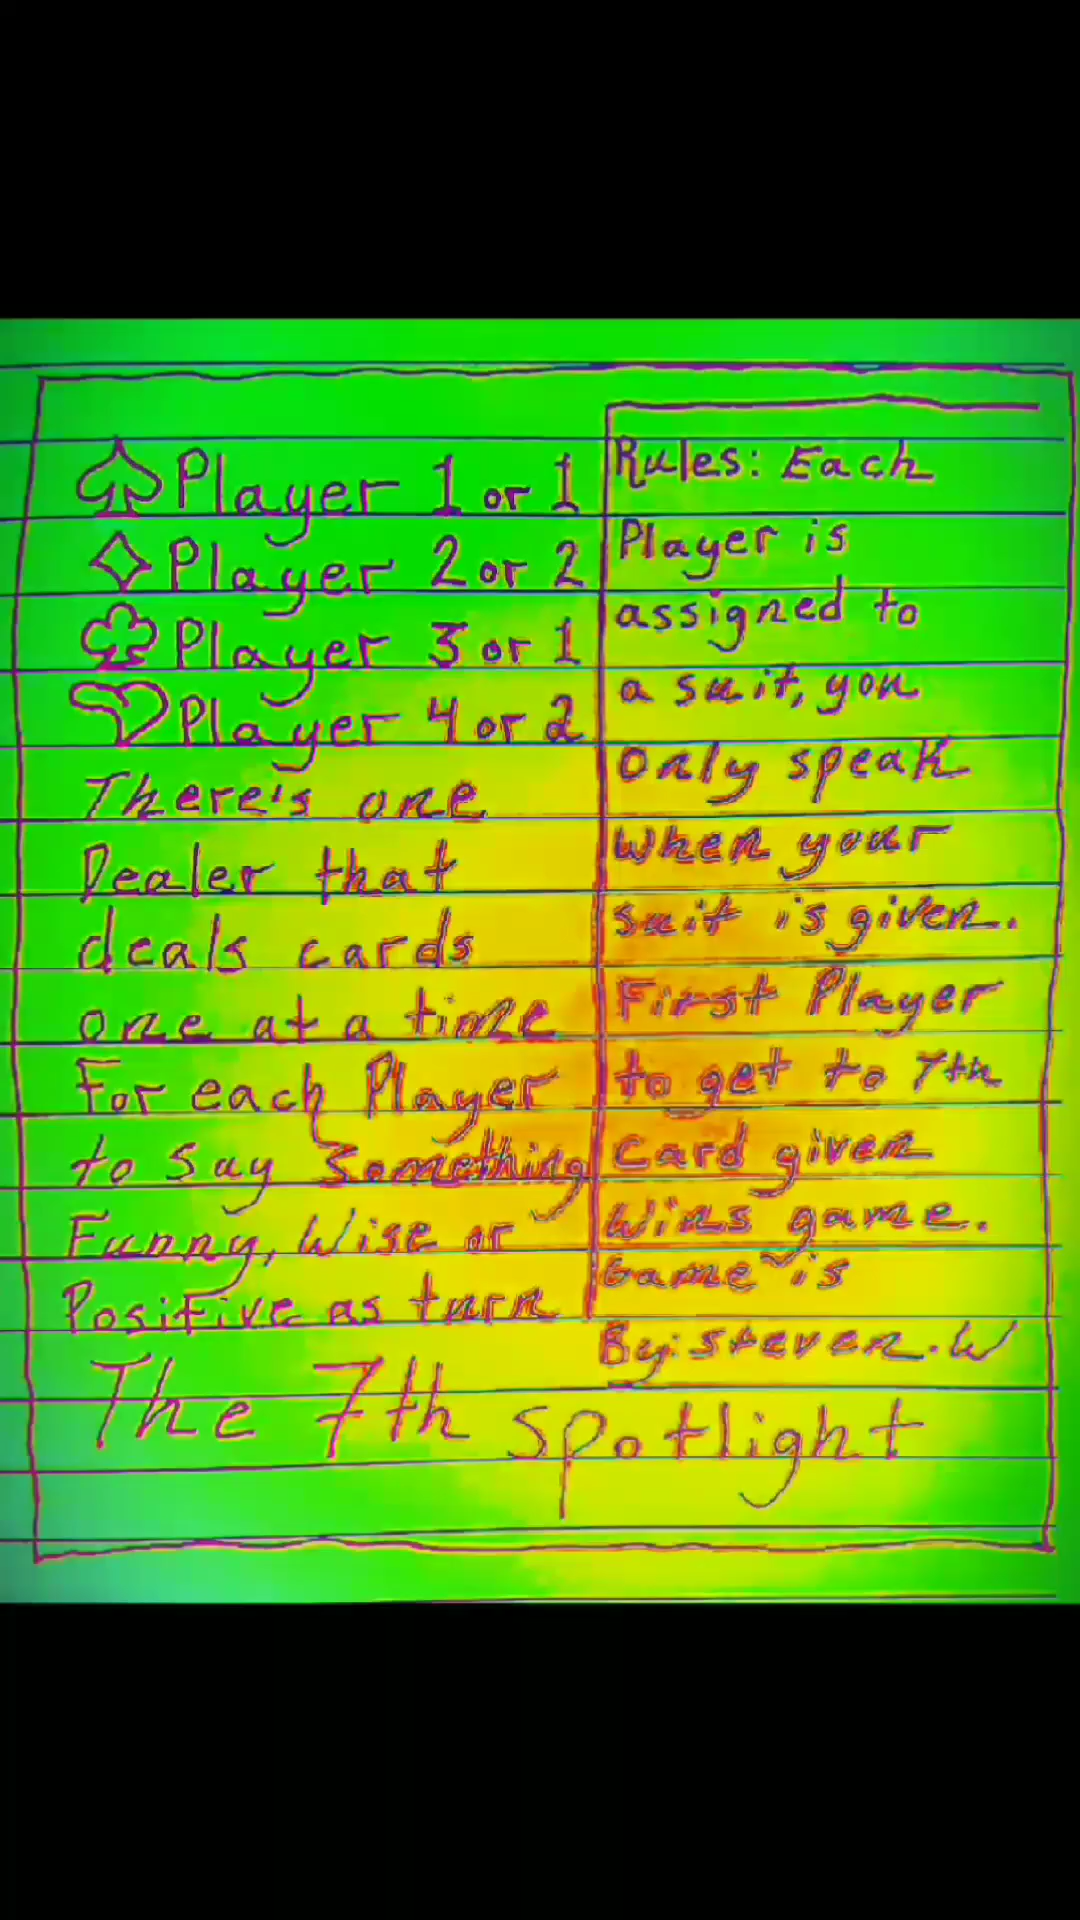 ♤ Player 1 or 1
♢ Player 2 or 2
♧ Player 3 or 1
♡ Player 4 or 2
There's one
Dealer that
deals cards
one at a time
For each Player
to say Something
Funny, Wise or
Positive as turn
Rules: Each
Player is
assigned to
a suit, you
only speak
When your
suit is given.
First Player
to get to 7th
Card given
Wins game.
Game is
By: steven. W
The 7th Spotlight